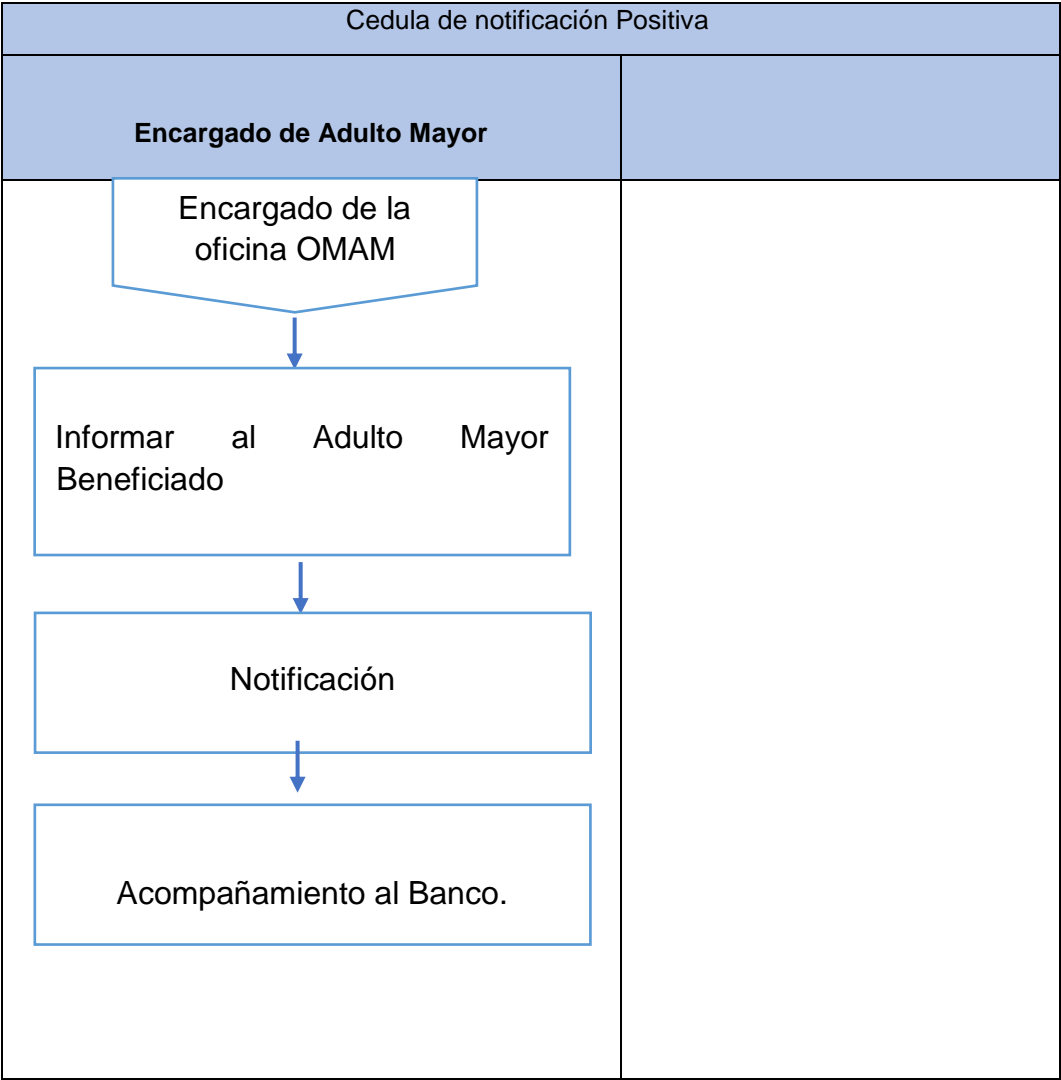 Cedula de notificación Positiva
Encargado de Adulto Mayor
Encargado de la
oficina OMAM
Informar al Adulto Mayor
Beneficiado
Notificación
Acompañamiento al Banco.